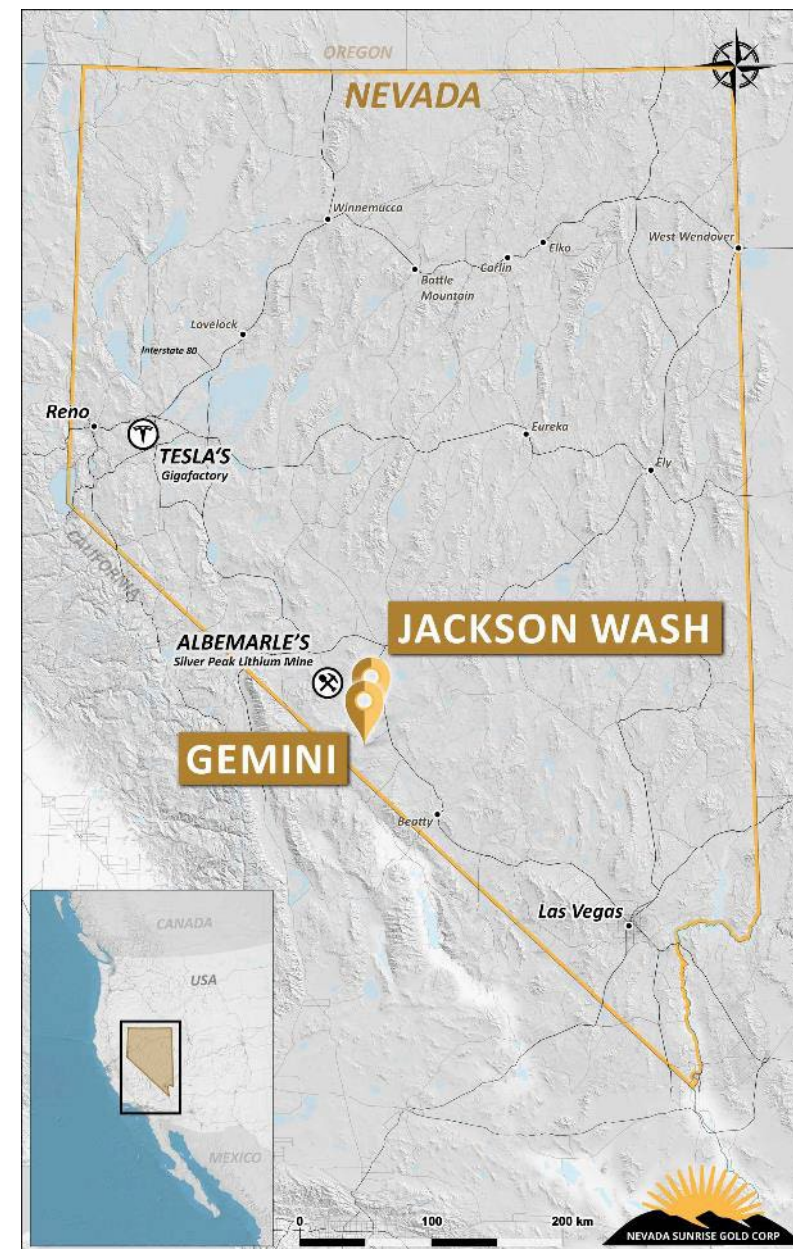 OREGON
NEVADA
Winnemucca
Elko
West Wendover
Carlin
Battle
Mountain
Lovelock
Interstate 80
Reno
TESLA'S
Gigafactory
Eureka
Ely
CALIFORNIA
JACKSON WASH
ALBEMARLE'S
Silver Peak Lithium Mine
GEMINI
Beatty
Las Vegas
CANADA
USA
MEXICO
0 100 200 km
NEVADA SUNRISE GOLD CORP